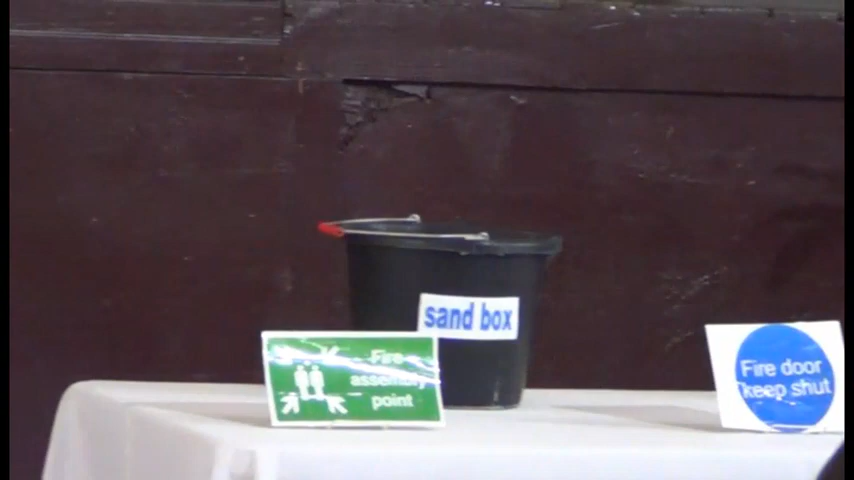 sand box
Fire
assembly
point
Fire door
keep shut